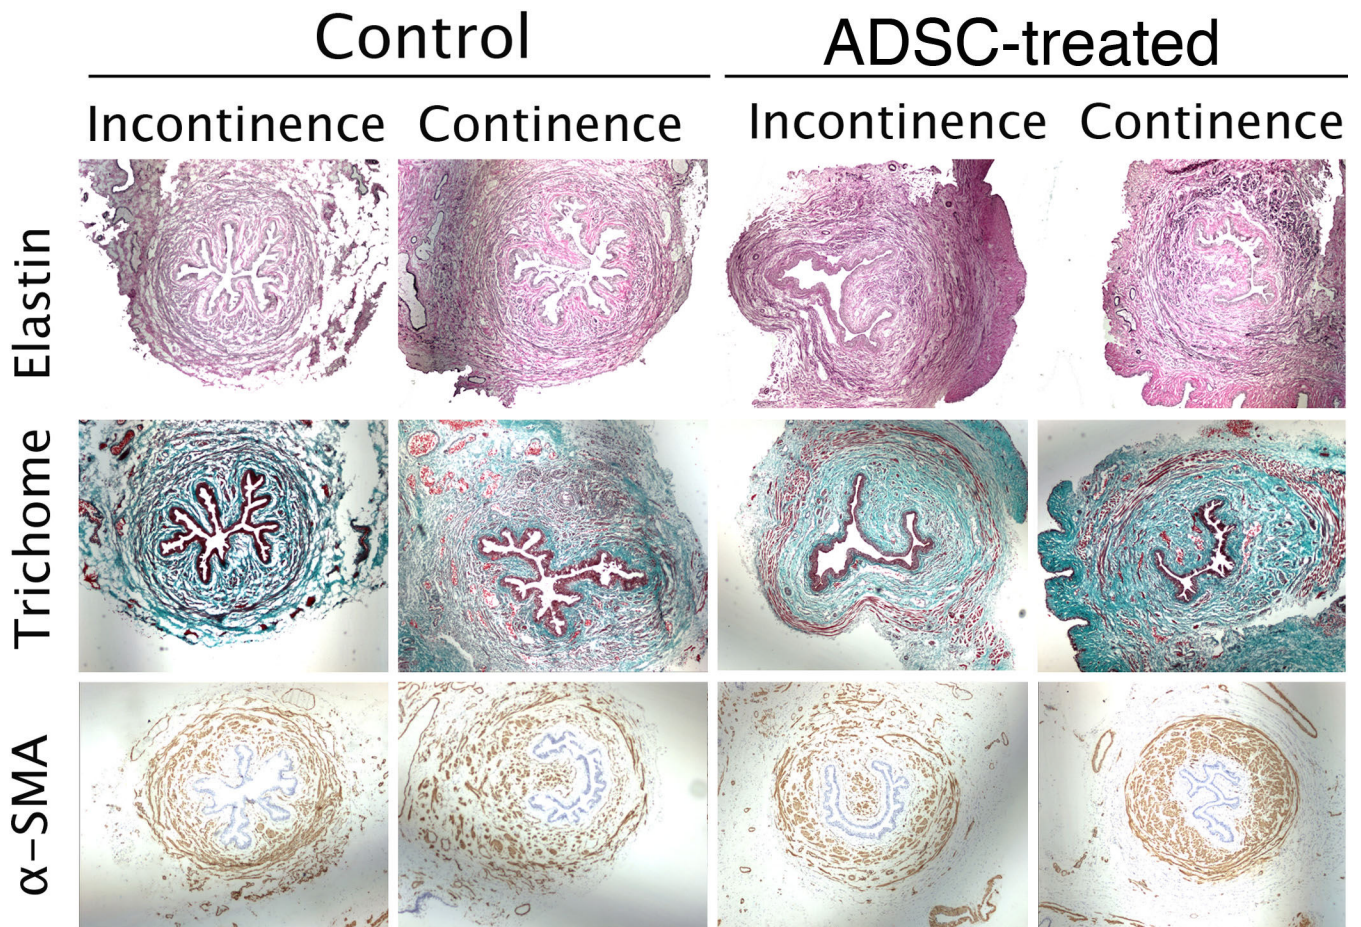 Control
ADSC-treated
Incontinence
Continence
Incontinence
Continence
Elastin
Trichome
α-SMA